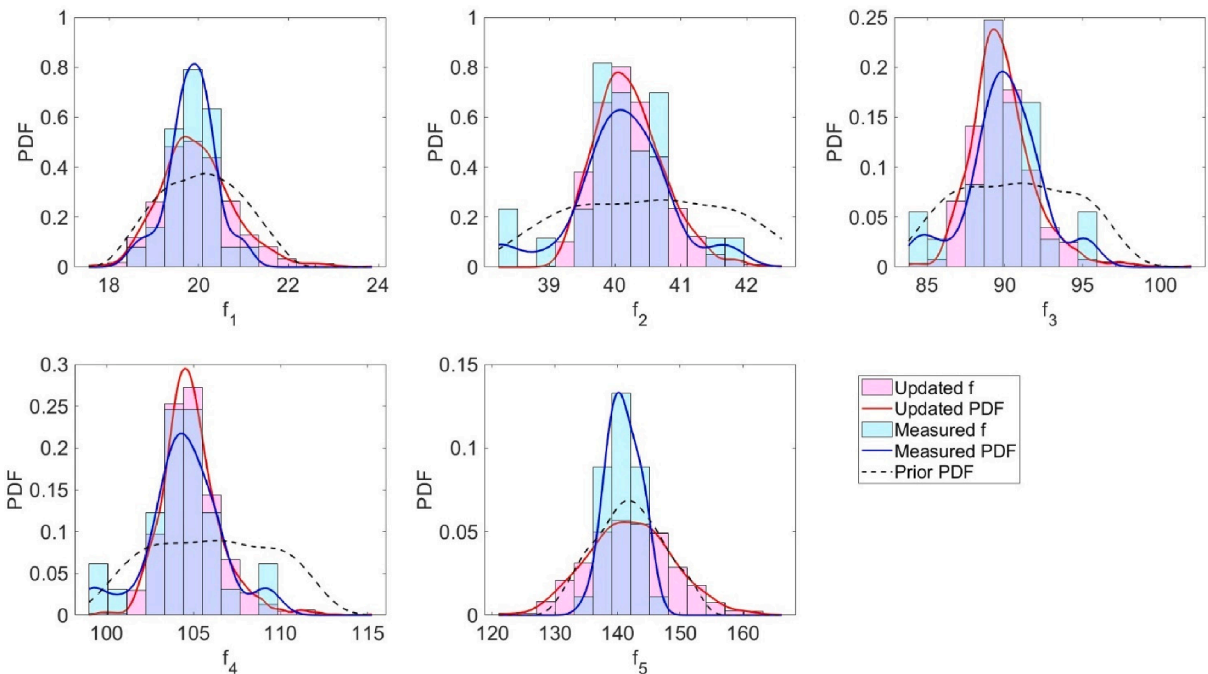 1
0.8
0.6
0.4
0.2
0
PDF
18 20 22 24
f1
1
0.8
0.6
0.4
0.2
0
PDF
39 40 41 42
f2
0.25
0.2
0.15
0.1
0.05
0
PDF
85 90 95 100
f3
0.3
0.25
0.2
0.15
0.1
0.05
0
PDF
100 105 110 115
f4
0.15
0.1
0.05
0
PDF
120 130 140 150 160
f5
Updated f
Updated PDF
Measured f
Measured PDF
Prior PDF